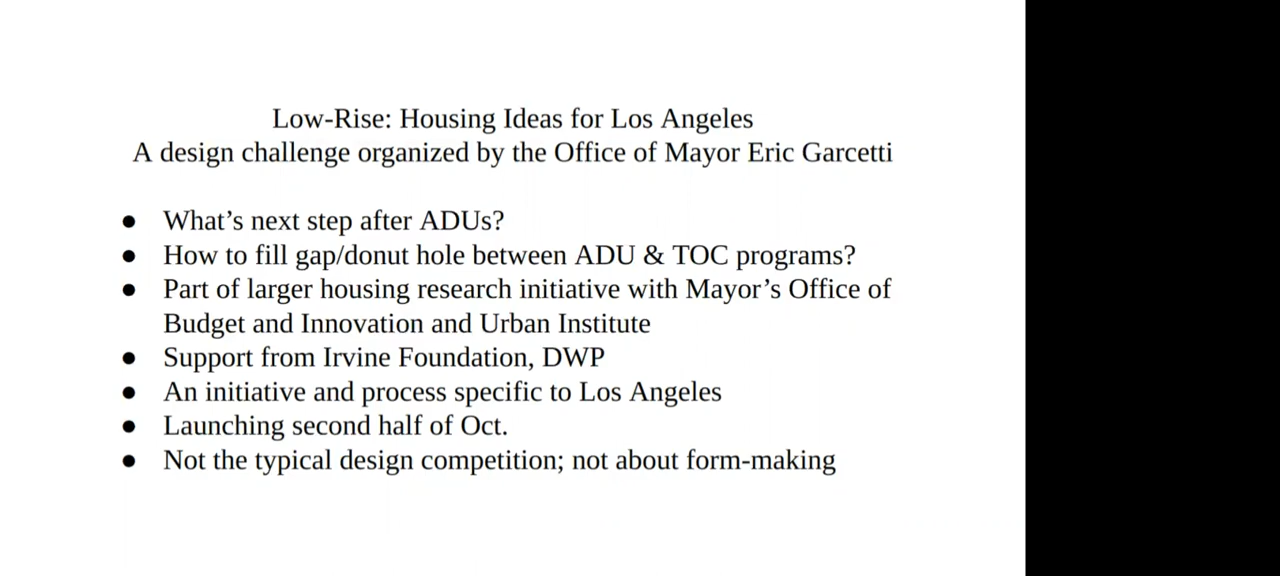 Low-Rise: Housing Ideas for Los Angeles
A design challenge organized by the Office of Mayor Eric Garcetti
● What’s next step after ADUs?
● How to fill gap/donut hole between ADU & TOC programs?
● Part of larger housing research initiative with Mayor’s Office of
Budget and Innovation and Urban Institute
● Support from Irvine Foundation, DWP
● An initiative and process specific to Los Angeles
● Launching second half of Oct.
● Not the typical design competition; not about form-making